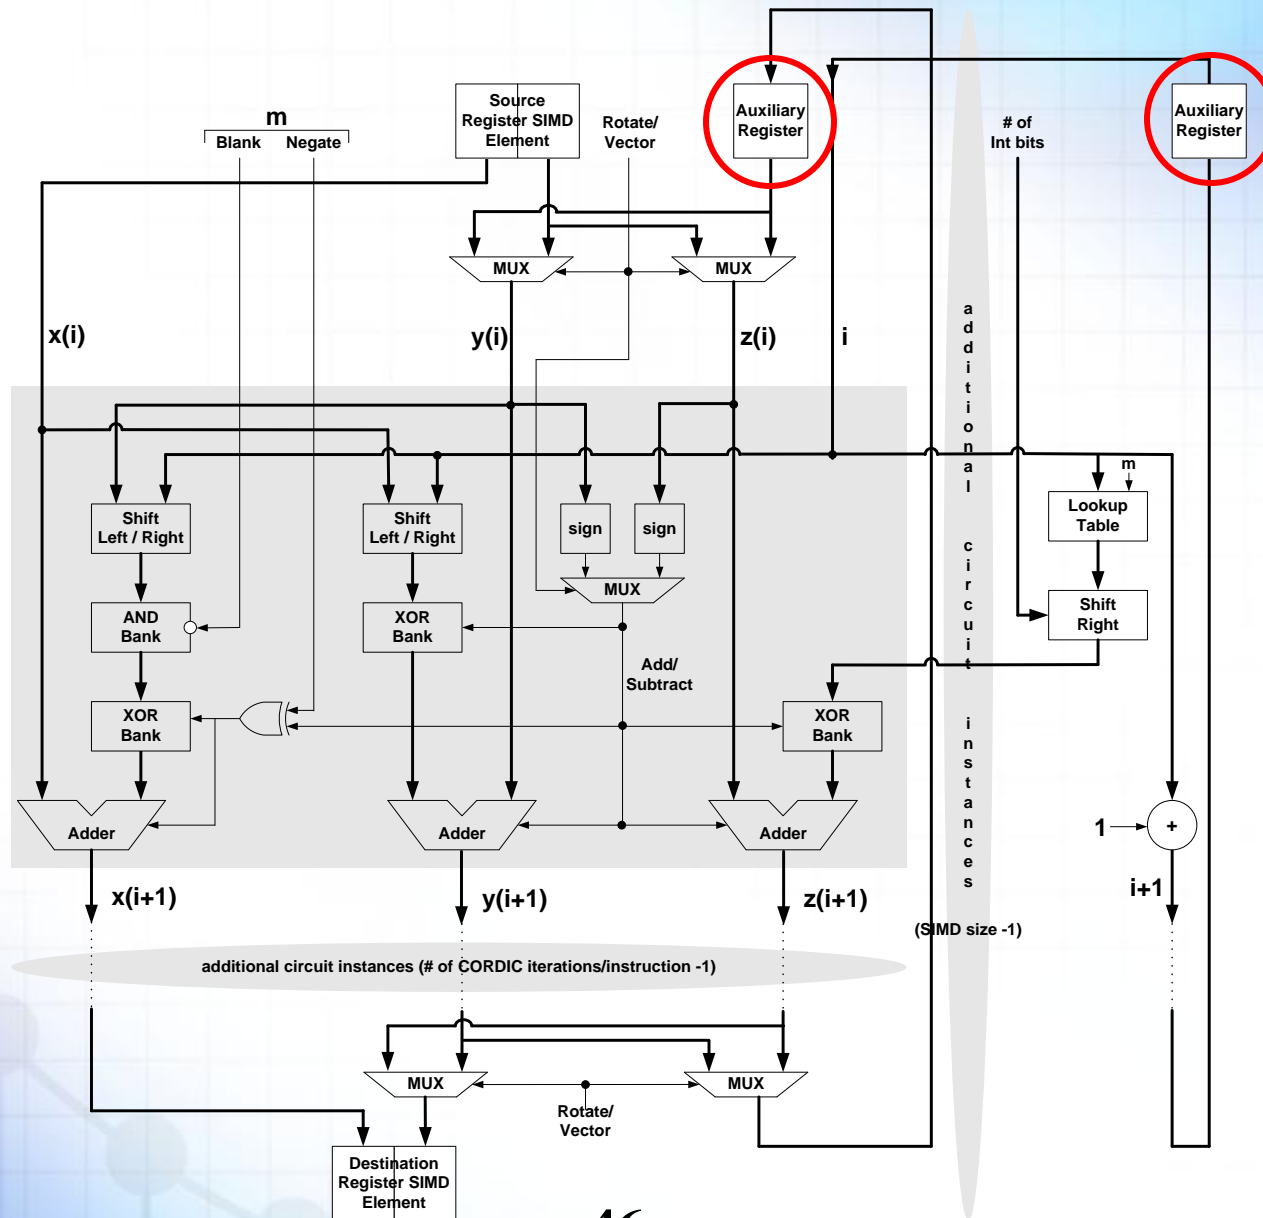 m
Blank Negate
Source
Register SIMD
Element
Rotate/
Vector
Auxiliary
Register
# of
Int bits
Auxiliary
Register
MUX
MUX
x(i)
y(i)
z(i)
i
additional circuit instances
(SIMD size -1)
m
Lookup
Table
Shift
Left / Right
Shift
Left / Right
sign
sign
MUX
AND
Bank
XOR
Bank
Shift
Right
Add/
Subtract
XOR
Bank
XOR
Bank
Adder
Adder
Adder
1
+
x(i+1)
y(i+1)
z(i+1)
i+1
additional circuit instances (# of CORDIC iterations/instruction -1)
MUX
MUX
Rotate/
Vector
Destination
Register SIMD
Element